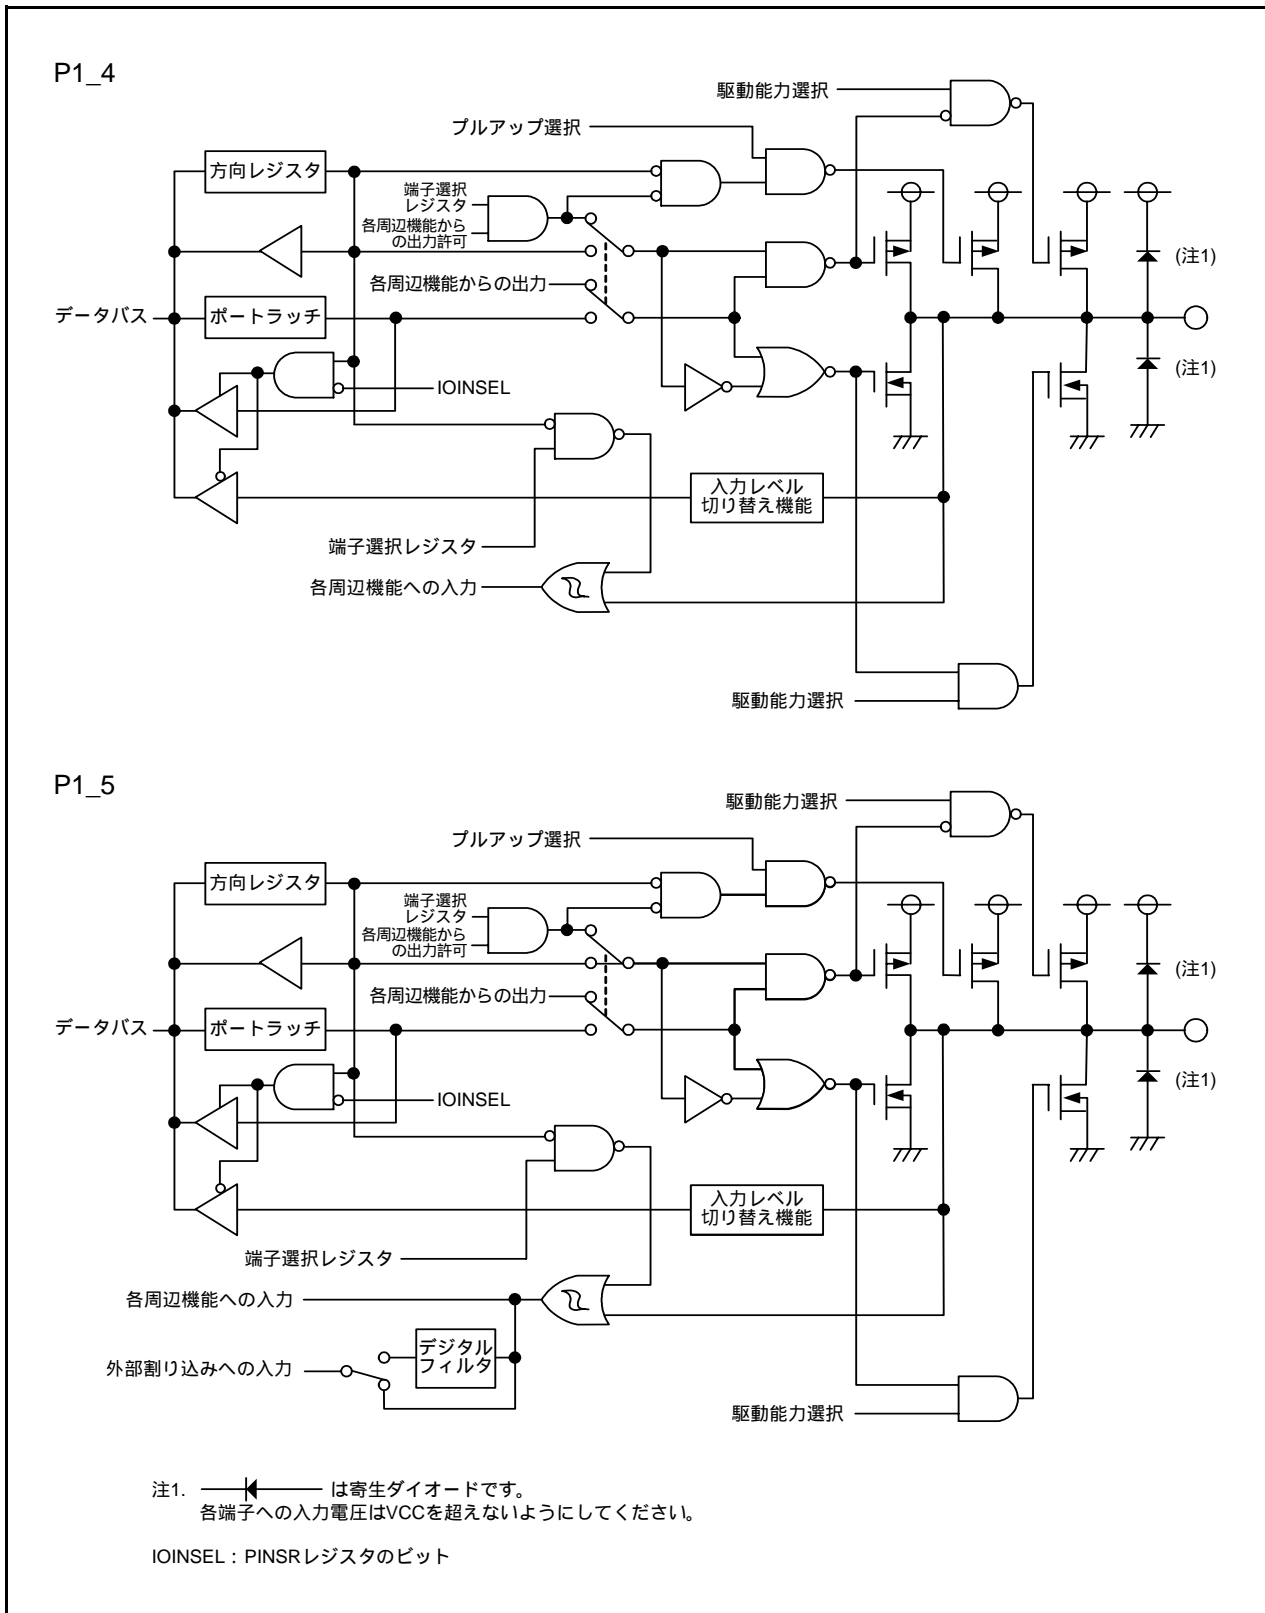 P1_4
駆動能力選択
プルアップ選択
方向レジスタ
端子選択
レジスタ
各周辺機能から
の出力許可
(注1)
各周辺機能からの出力
データバス
ポートラッチ
(注1)
IOINSEL
入力レベル
切り替え機能
端子選択レジスタ
各周辺機能への入力
駆動能力選択
P1_5
駆動能力選択
プルアップ選択
方向レジスタ
端子選択
レジスタ
各周辺機能から
の出力許可
(注1)
各周辺機能からの出力
データバス
ポートラッチ
(注1)
IOINSEL
入力レベル
切り替え機能
端子選択レジスタ
各周辺機能への入力
デジタル
フィルタ
外部割り込みへの入力
駆動能力選択
注1. は寄生ダイオードです。
各端子への入力電圧はVCCを超えないようにしてください。
IOINSEL：PINSRレジスタのビット